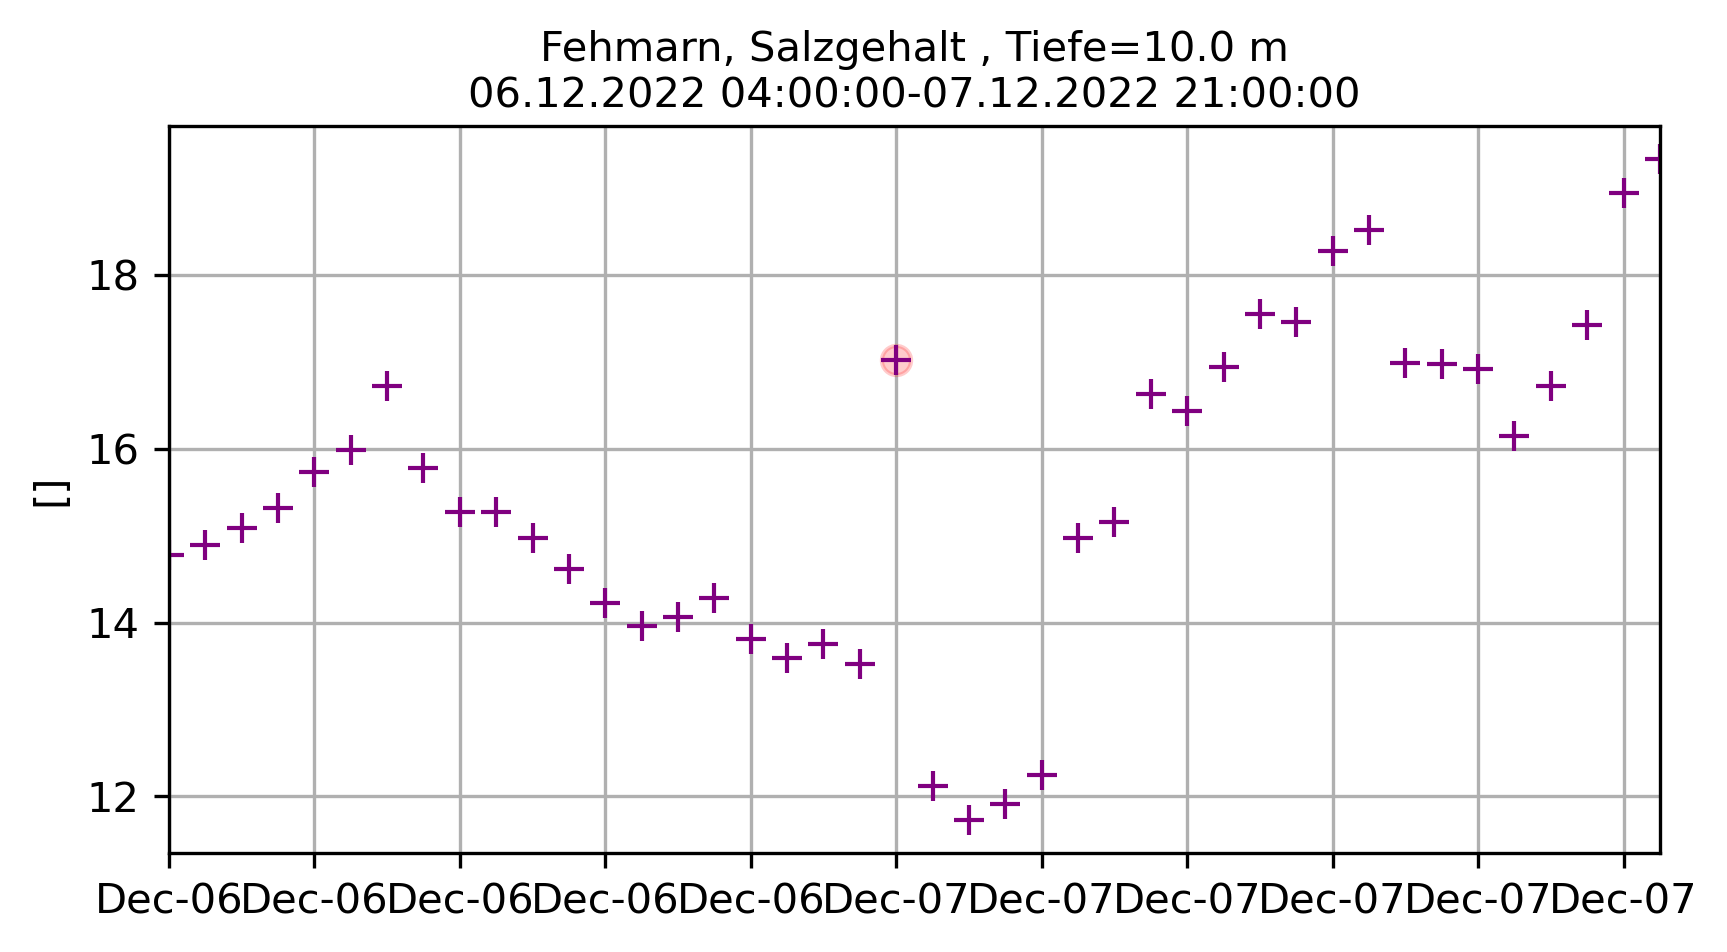 Fehmarn, Salzgehalt , Tiefe=10.0 m
06.12.2022 04:00:00-07.12.2022 21:00:00
18
16
14
12
[]
Dec-06Dec-06Dec-06Dec-06Dec-06Dec-07Dec-07Dec-07Dec-07Dec-07Dec-07